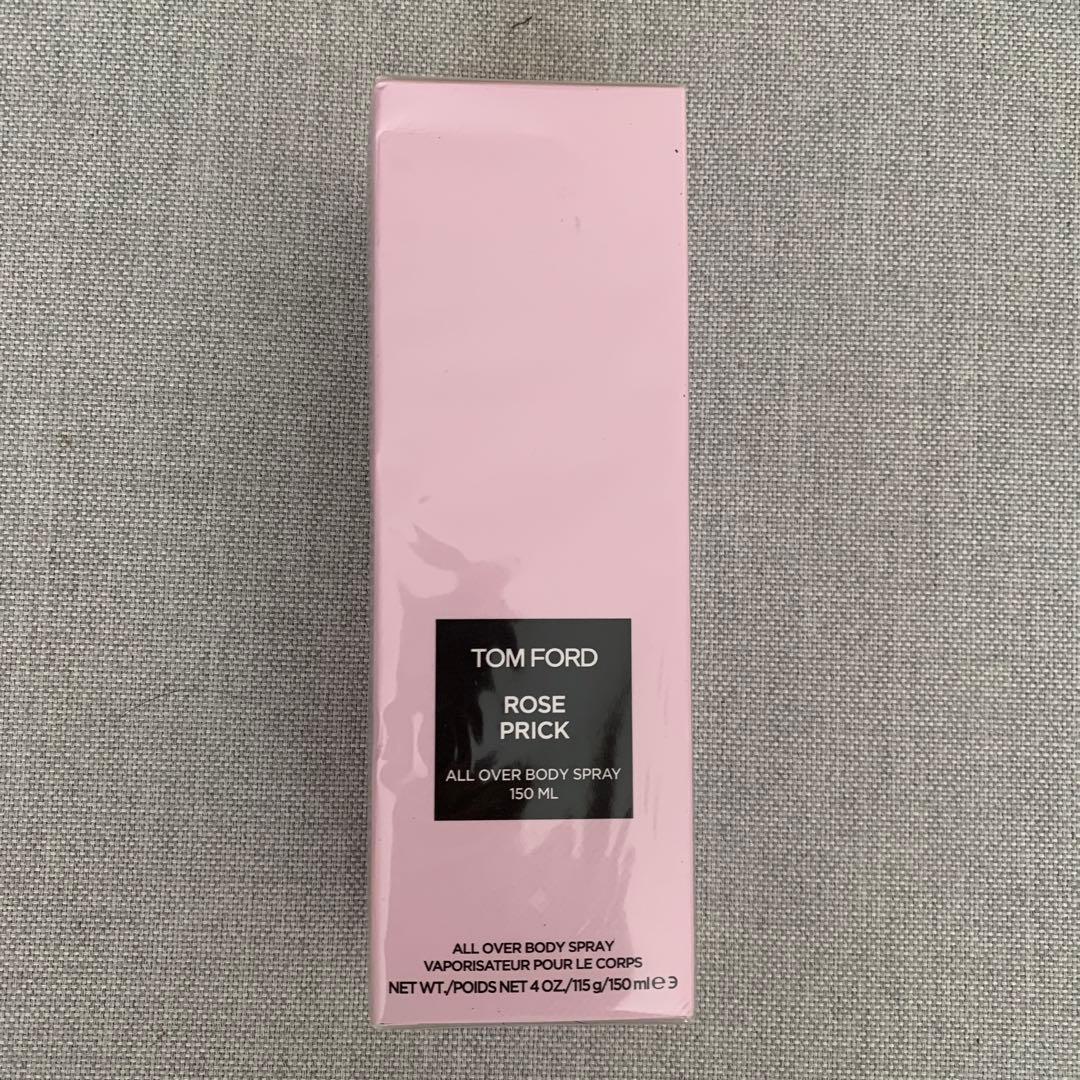 TOM FORD
ROSE
PRICK
ALL OVER BODY SPRAY
150 ML
ALL OVER BODY SPRAY
VAPORISATEUR POUR LE CORPS
NET WT./POIDS NET 4 OZ./115 g/150 ml ℮ ϶